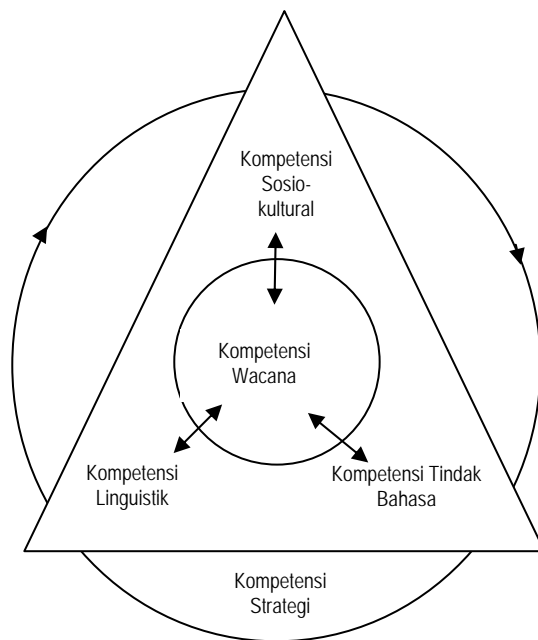 Kompetensi
Sosio-
kultural
Kompetensi
Wacana
Kompetensi
Linguistik
Kompetensi Tindak
Bahasa
Kompetensi
Strategi